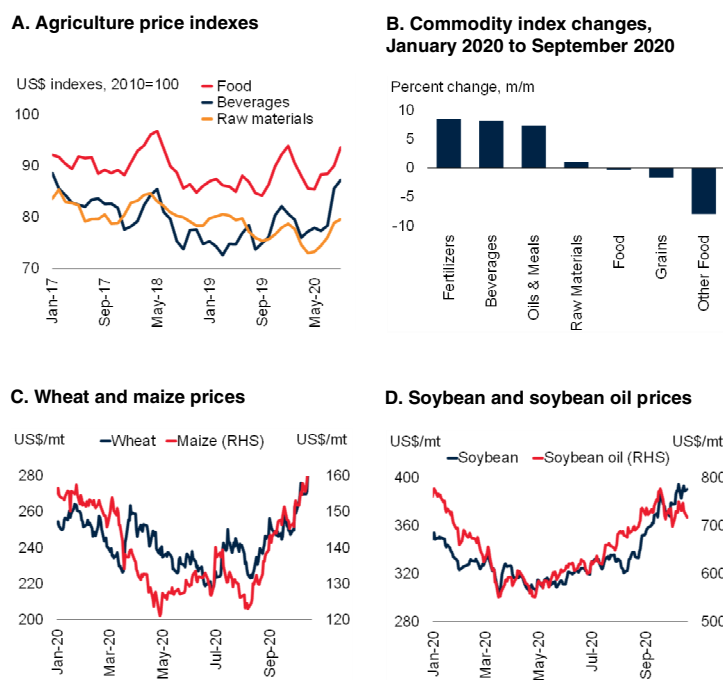 A. Agriculture price indexes
US$ indexes, 2010=100
Food
Beverages
Raw materials
100
90
80
70
Jan-17
Sep-17
May-18
Jan-19
Sep-19
May-20
B. Commodity index changes,
January 2020 to September 2020
Percent change, m/m
10
5
0
-5
-10
Fertilizers
Beverages
Oils & Meals
Raw Materials
Food
Grains
Other Food
C. Wheat and maize prices
US$/mt
Wheat
Maize (RHS)
US$/mt
280
260
240
220
200
160
150
140
130
120
Jan-20
Mar-20
May-20
Jul-20
Sep-20
D. Soybean and soybean oil prices
US$/mt
US$/mt
Soybean
Soybean oil (RHS)
400
360
320
280
800
700
600
500
Jan-20
Mar-20
May-20
Jul-20
Sep-20